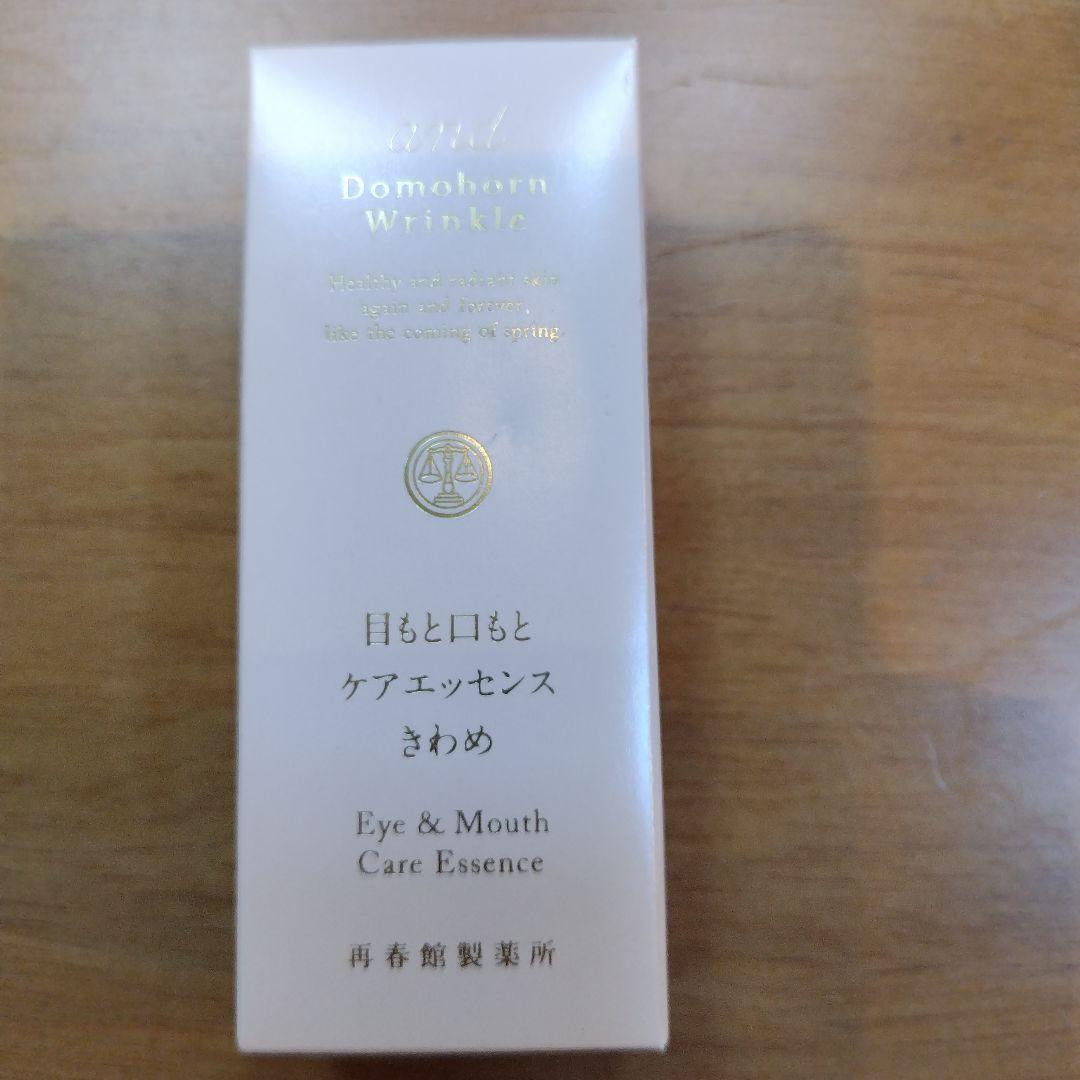 and
Domohorn
Wrinkle
Healthy and radiant skin
again and forever,
like the coming of spring.
目もと口もと
ケアエッセンス
きわめ
Eye & Mouth
Care Essence
再春館製薬所